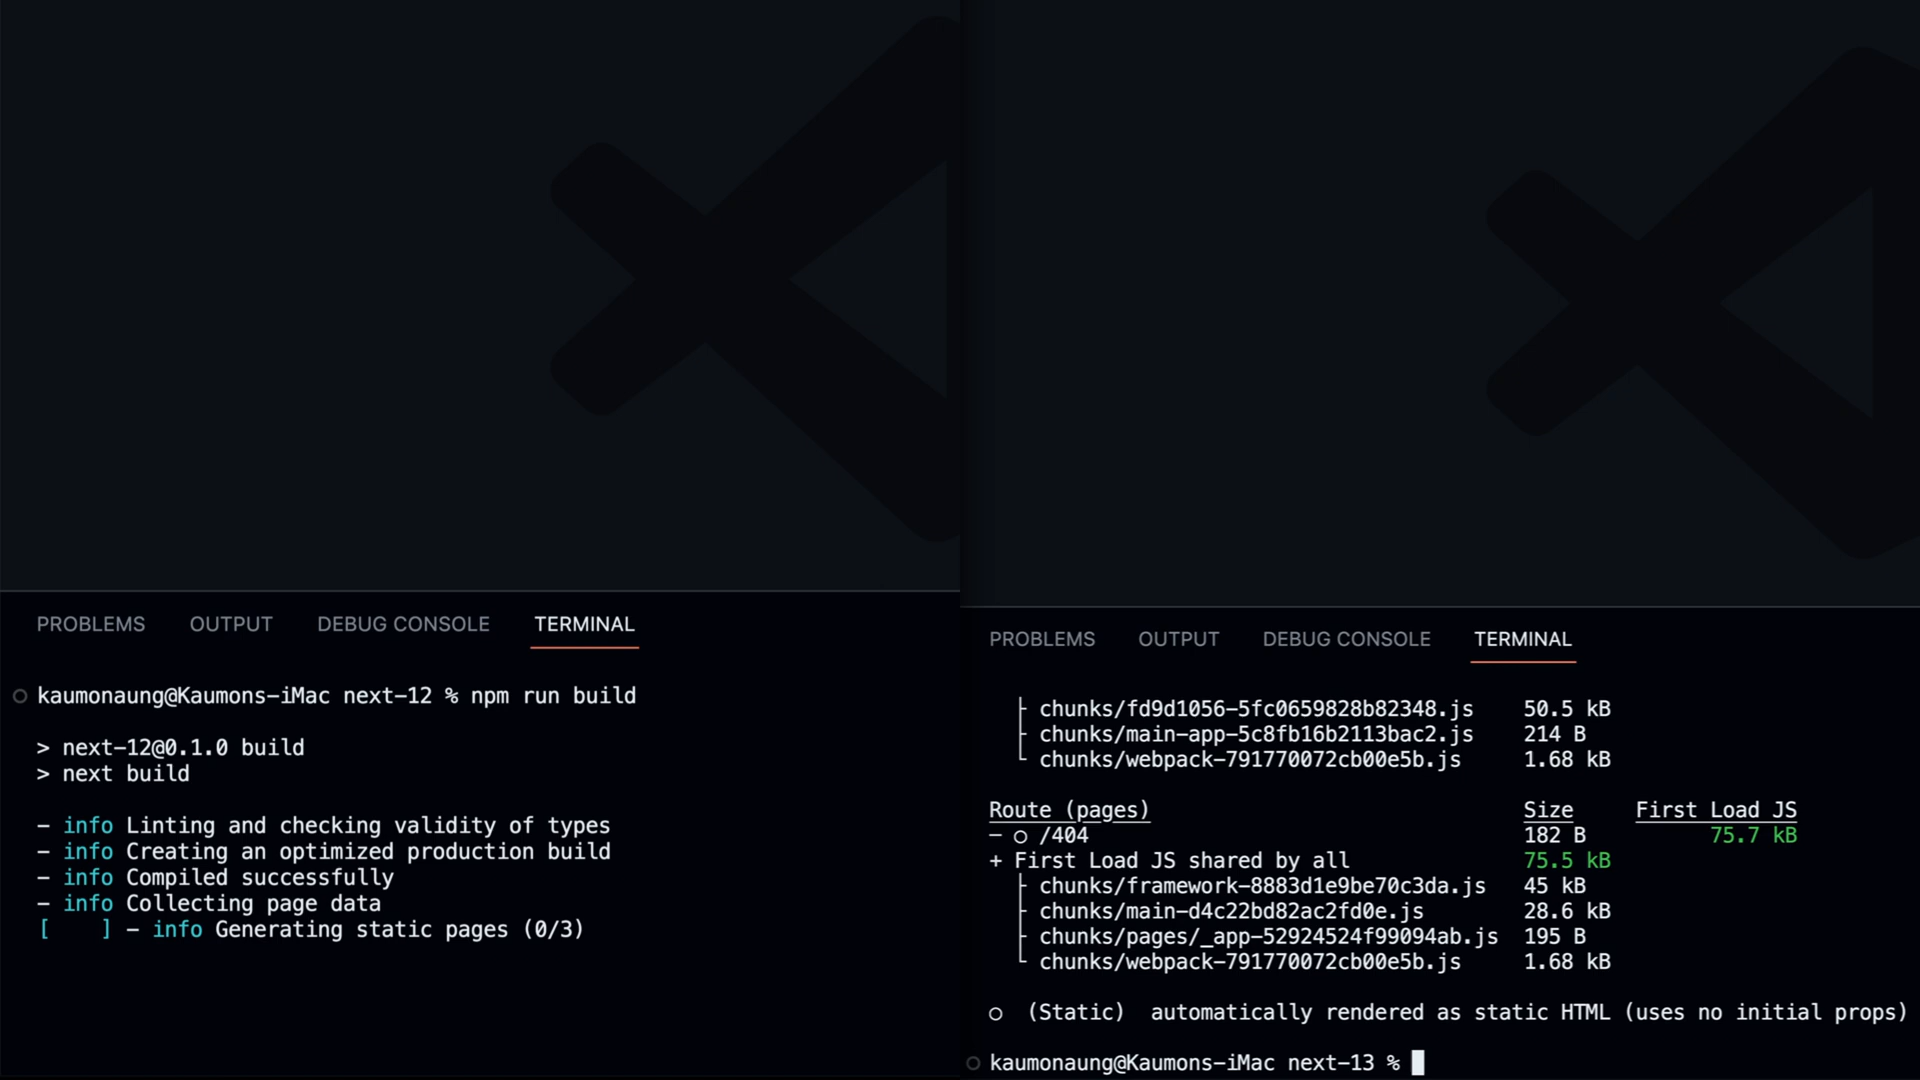 PROBLEMS OUTPUT DEBUG CONSOLE TERMINAL
kaumonaung@Kaumons-iMac next-12 % npm run build
> next-12@0.1.0 build
> next build
- info Linting and checking validity of types
- info Creating an optimized production build
- info Compiled successfully
- info Collecting page data
[    ] - info Generating static pages (0/3)
PROBLEMS OUTPUT DEBUG CONSOLE TERMINAL
├ chunks/fd9d1056-5fc0659828b82348.js 50.5 kB
├ chunks/main-app-5c8fb16b2113bac2.js 214 B
└ chunks/webpack-791770072cb00e5b.js 1.68 kB
Route (pages) Size First Load JS
─ ○ /404 182 B 75.7 kB
+ First Load JS shared by all 75.5 kB
├ chunks/framework-8883d1e9be70c3da.js 45 kB
├ chunks/main-d4c22bd82ac2fd0e.js 28.6 kB
├ chunks/pages/_app-52924524f99094ab.js 195 B
└ chunks/webpack-791770072cb00e5b.js 1.68 kB
○ (Static) automatically rendered as static HTML (uses no initial props)
kaumonaung@Kaumons-iMac next-13 %